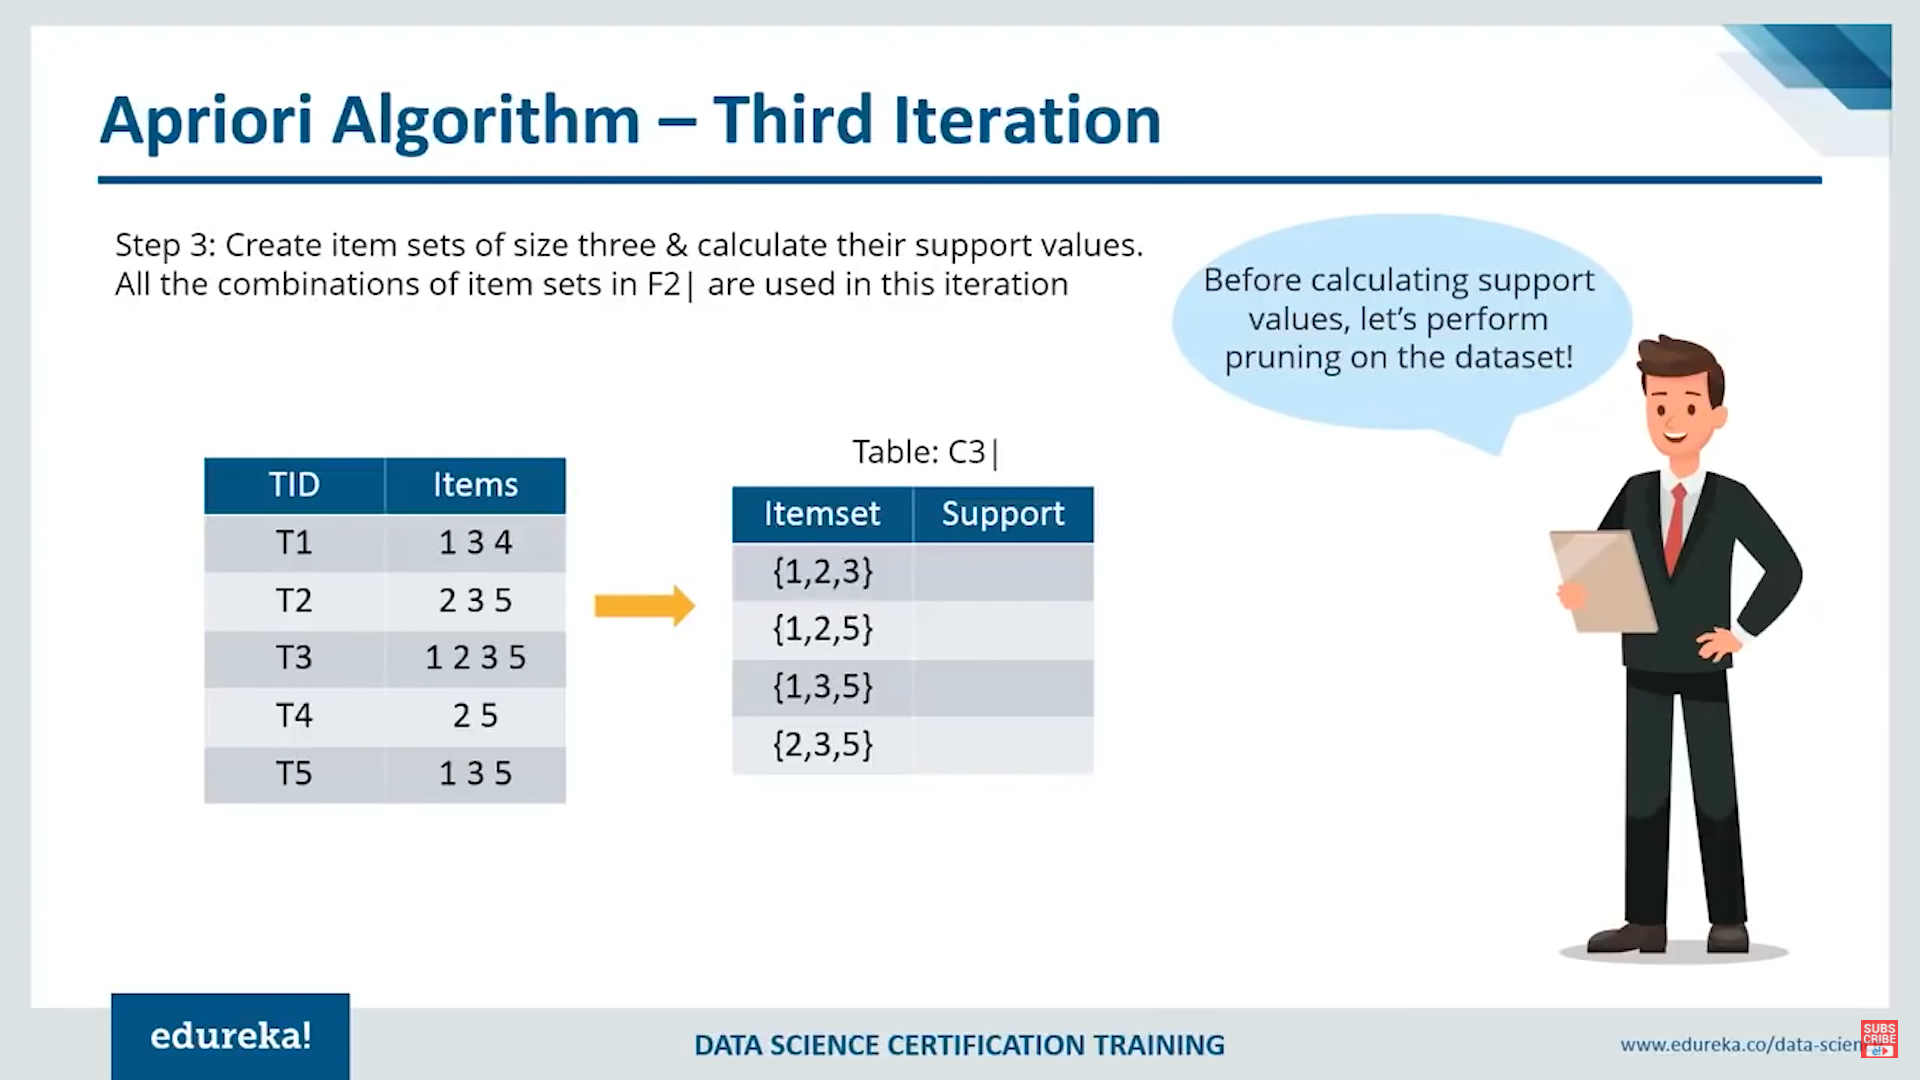 Apriori Algorithm – Third Iteration
Step 3: Create item sets of size three & calculate their support values.
All the combinations of item sets in F2| are used in this iteration
Before calculating support
values, let's perform
pruning on the dataset!
TID Items
T1 1 3 4
T2 2 3 5
T3 1 2 3 5
T4 2 5
T5 1 3 5
Table: C3|
Itemset Support
{1,2,3}
{1,2,5}
{1,3,5}
{2,3,5}
edureka!
DATA SCIENCE CERTIFICATION TRAINING
www.edureka.co/data-scien
SUBS
CRIBE
e!